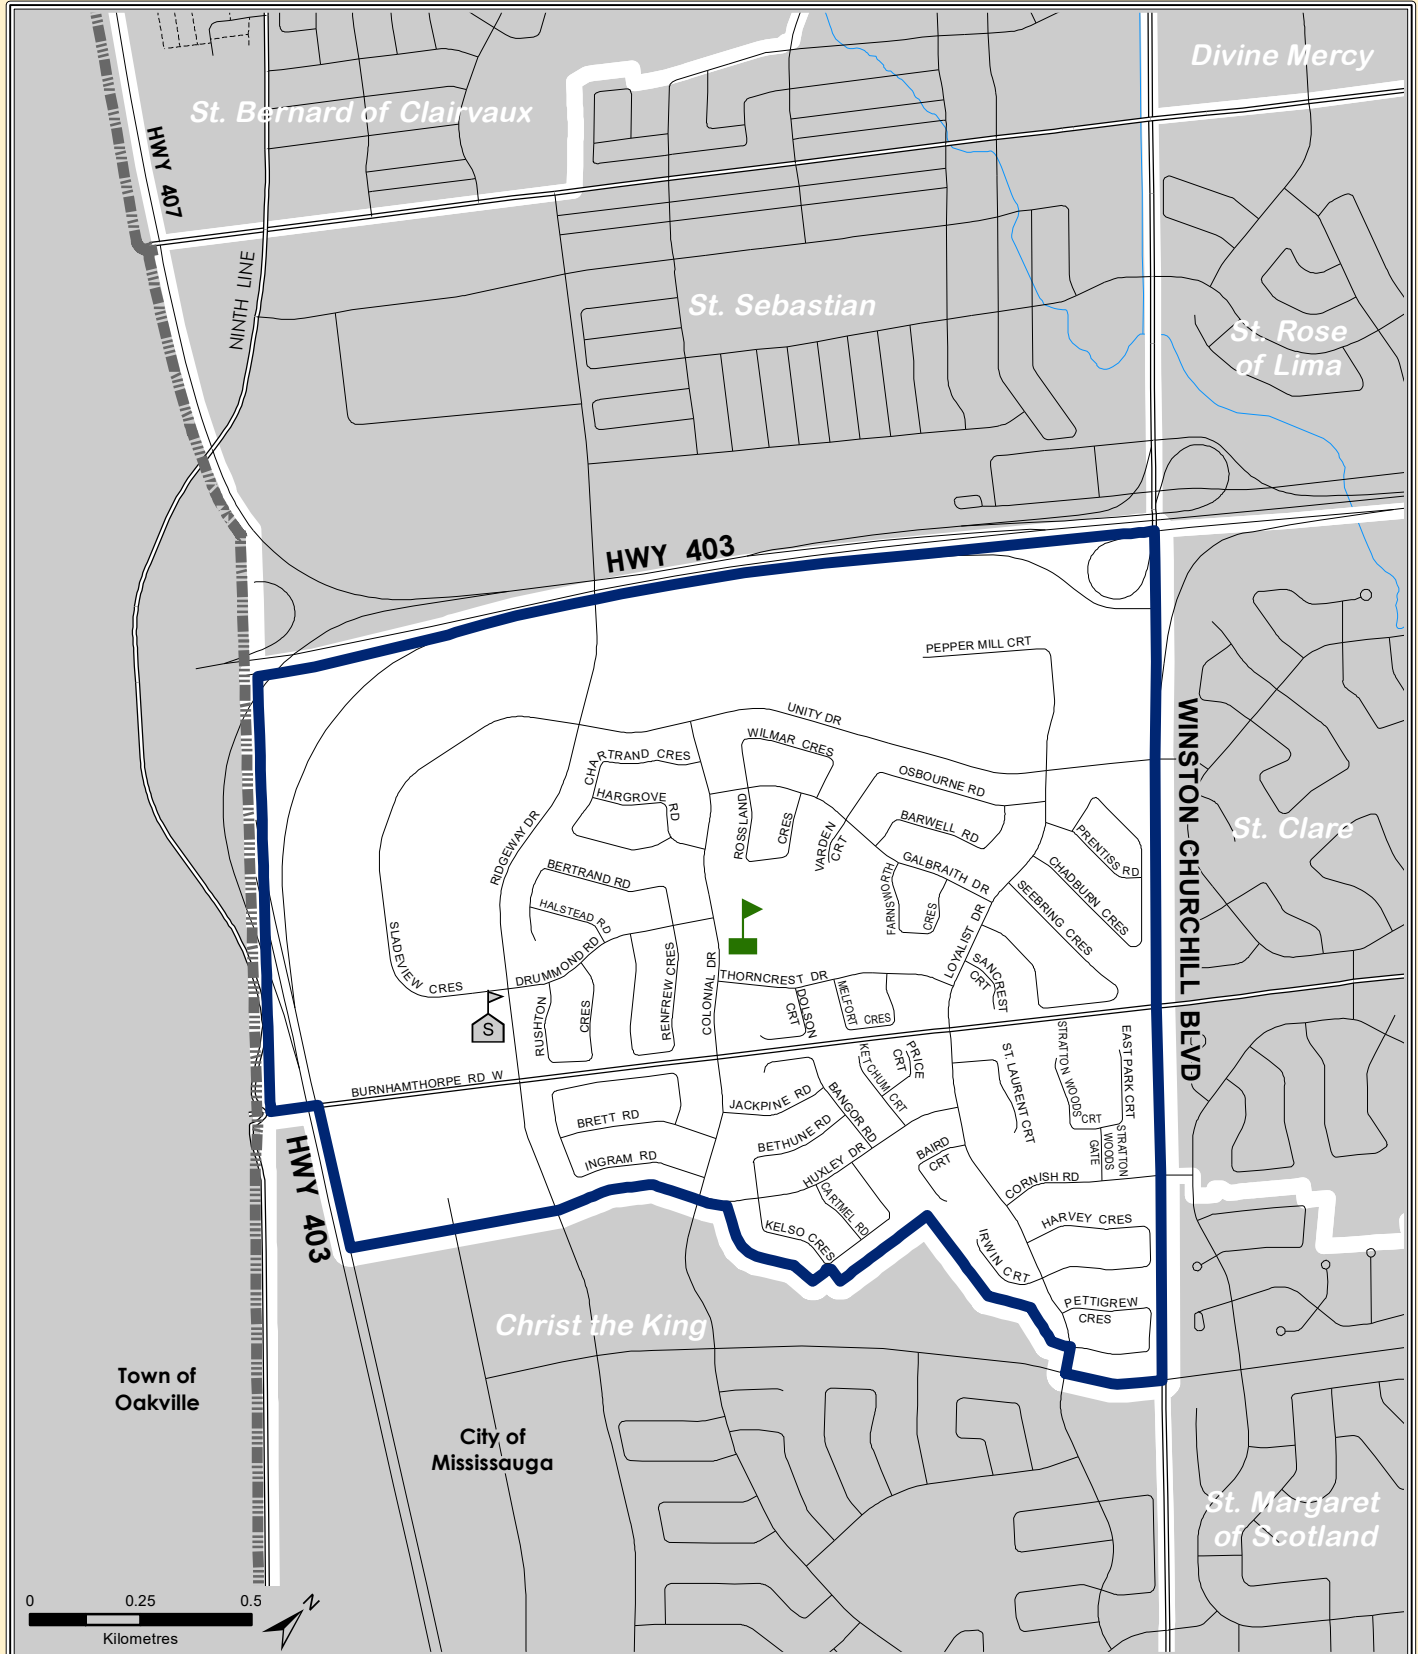 Divine Mercy
St. Bernard of Clairvaux
HWY 407
NINTH LINE
St. Sebastian
St. Rose
of Lima
HWY 403
PEPPER MILL CRT
UNITY DR
WILMAR CRES
CHARTRAND CRES
OSBOURNE RD
HARGROVE RD
ROSSLAND
CRES
VARDEN
CRT
BARWELL RD
PRENTISS RD
WINSTON CHURCHILL BLVD
St. Clare
RIDGEWAY DR
BERTRAND RD
GALBRAITH DR
CHADBURN CRES
SEEBRING CRES
FARNSWORTH
CRES
HALSTEAD RD
LOYALIST DR
SLADEVIEW CRES
DRUMMOND RD
RENFREW CRES
COLONIAL DR
THORNCREST DR
SANCREST
CRT
MELFORT
CRES
DOLSON
CRT
RUSHTON
CRES
S
BURNHAMTHORPE RD W
KETCHUM CRT
PRICE
CRT
ST. LAURENT CRT
STRATTON WOODS
CRT
EAST PARK CRT
STRATTON
WOODS
GATE
BRETT RD
JACKPINE RD
BANGOR RD
BETHUNE RD
INGRAM RD
HUXLEY DR
BAIRD
CRT
CORNISH RD
CARTMEL RD
KELSO CRES
HARVEY CRES
IRWIN CRT
HWY 403
PETTIGREW
CRES
Christ the King
Town of
Oakville
City of
Mississauga
St. Margaret
of Scotland
0 0.25 0.5
Kilometres
N